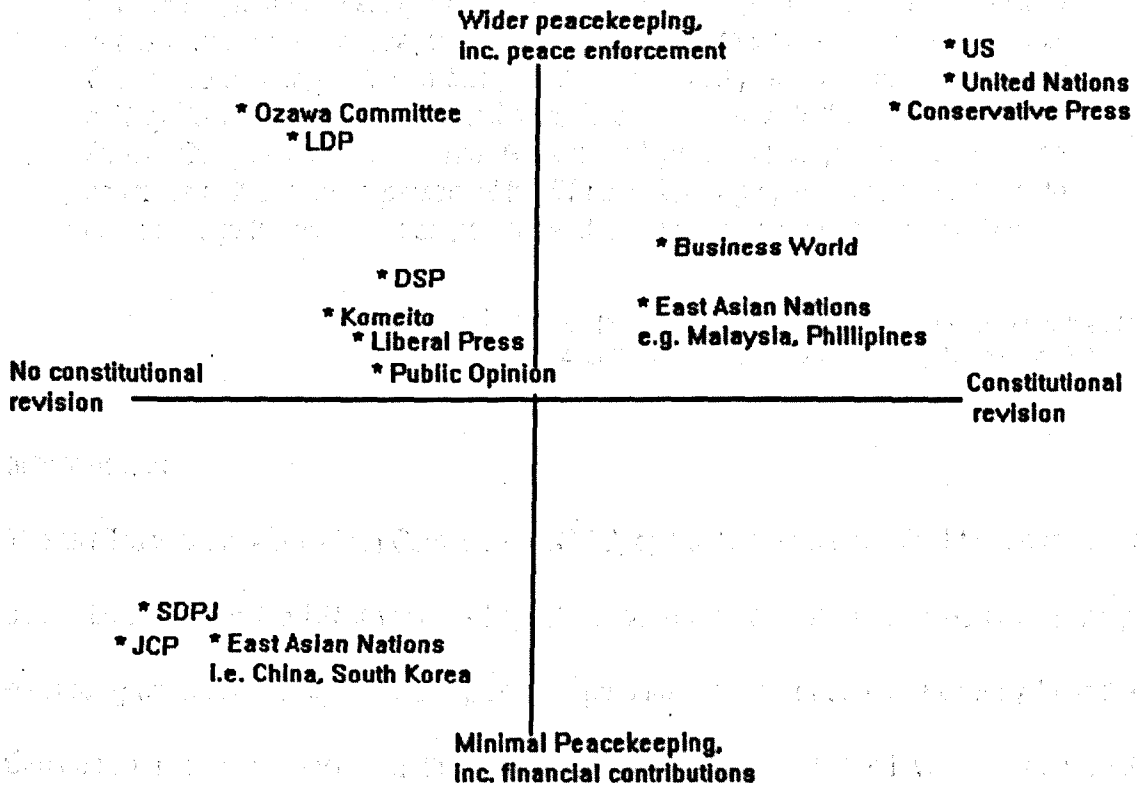 Wider peacekeeping,
inc. peace enforcement
* US
* United Nations
* Conservative Press
* Ozawa Committee
* LDP
* Business World
* DSP
* East Asian Nations
e.g. Malaysia, Phillipines
* Komeito
* Liberal Press
* Public Opinion
No constitutional
revision
Constitutional
revision
* SDPJ
* JCP
* East Asian Nations
i.e. China, South Korea
Minimal Peacekeeping,
inc. financial contributions